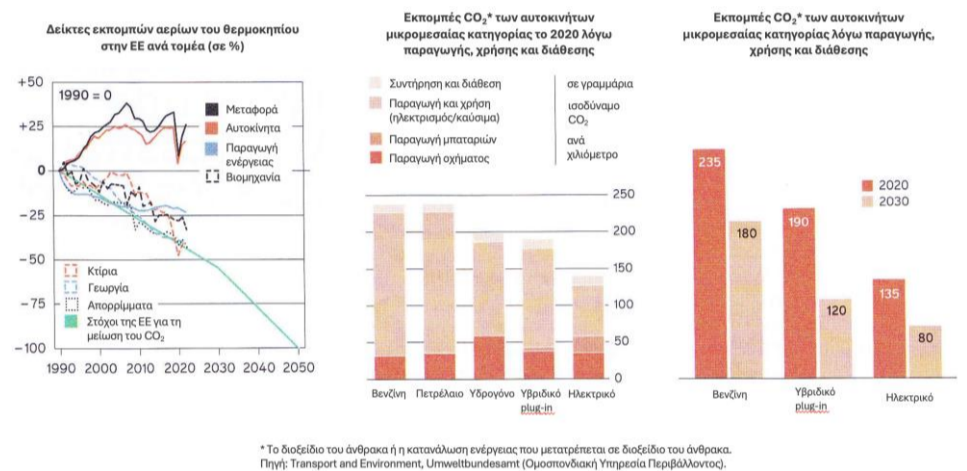 Δείκτες εκπομπών αερίων του θερμοκηπίου
στην ΕΕ ανά τομέα (σε %)
+50
1990 = 0
+25
0
−25
−50
−75
−100
Μεταφορά
Αυτοκίνητα
Παραγωγή
ενέργειας
Βιομηχανία
Κτίρια
Γεωργία
Απορρίμματα
Στόχοι της ΕΕ για τη
μείωση του CO₂
1990 2000 2010 2020 2030 2040 2050
Εκπομπές CO₂* των αυτοκινήτων
μικρομεσαίας κατηγορίας το 2020 λόγω
παραγωγής, χρήσης και διάθεσης
Συντήρηση και διάθεση
Παραγωγή και χρήση
(ηλεκτρισμός/καύσιμα)
Παραγωγή μπαταριών
Παραγωγή οχήματος
σε γραμμάρια
ισοδύναμο
CO₂
ανά
χιλιόμετρο
250
200
150
100
50
0
Βενζίνη Πετρέλαιο Υδρογόνο Υβριδικό Ηλεκτρικό
plug-in
Εκπομπές CO₂* των αυτοκινήτων
μικρομεσαίας κατηγορίας λόγω παραγωγής,
χρήσης και διάθεσης
2020
2030
235
180
190
120
135
80
Βενζίνη Υβριδικό Ηλεκτρικό
plug-in
* Το διοξείδιο του άνθρακα ή η κατανάλωση ενέργειας που μετατρέπεται σε διοξείδιο του άνθρακα.
Πηγή: Transport and Environment, Umweltbundesamt (Ομοσπονδιακή Υπηρεσία Περιβάλλοντος).